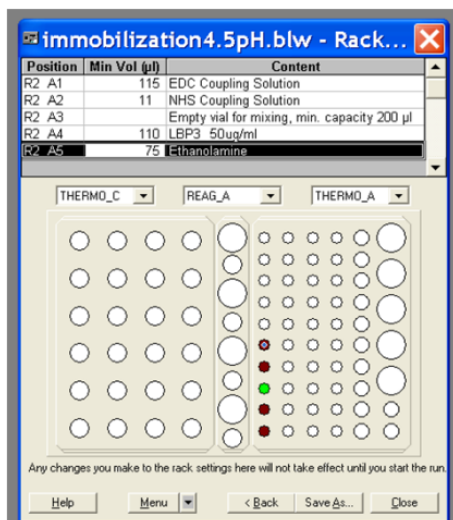 immobilization4.5pH.blw - Rack...
Position Min Vol (µl) Content
R2 A1 115 EDC Coupling Solution
R2 A2 11 NHS Coupling Solution
R2 A3 Empty vial for mixing, min. capacity 200 µl
R2 A4 110 LBP3 50ug/ml
R2 A5 75 Ethanolamine
THERMO_C REAG_A THERMO_A
Any changes you make to the rack settings here will not take effect until you start the run.
Help Menu < Back Save As... Close